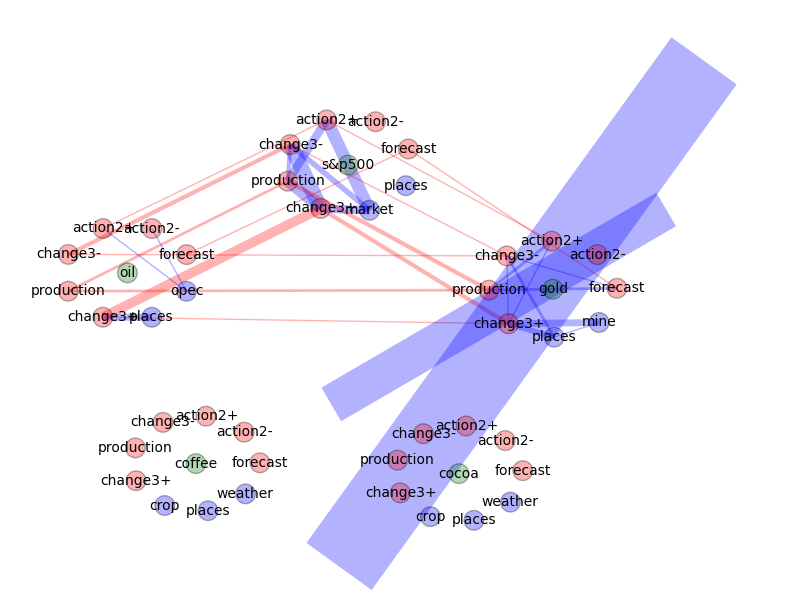 action2+
action2-
change3-
forecast
s&p500
production
places
change3+
market
action2+
action2-
change3-
forecast
oil
production
opec
change3+
places
action2+
change3-
action2-
production
gold
forecast
change3+
mine
places
action2+
change3-
action2-
production
coffee
forecast
change3+
weather
crop
places
action2+
change3-
action2-
production
cocoa
forecast
change3+
weather
crop
places